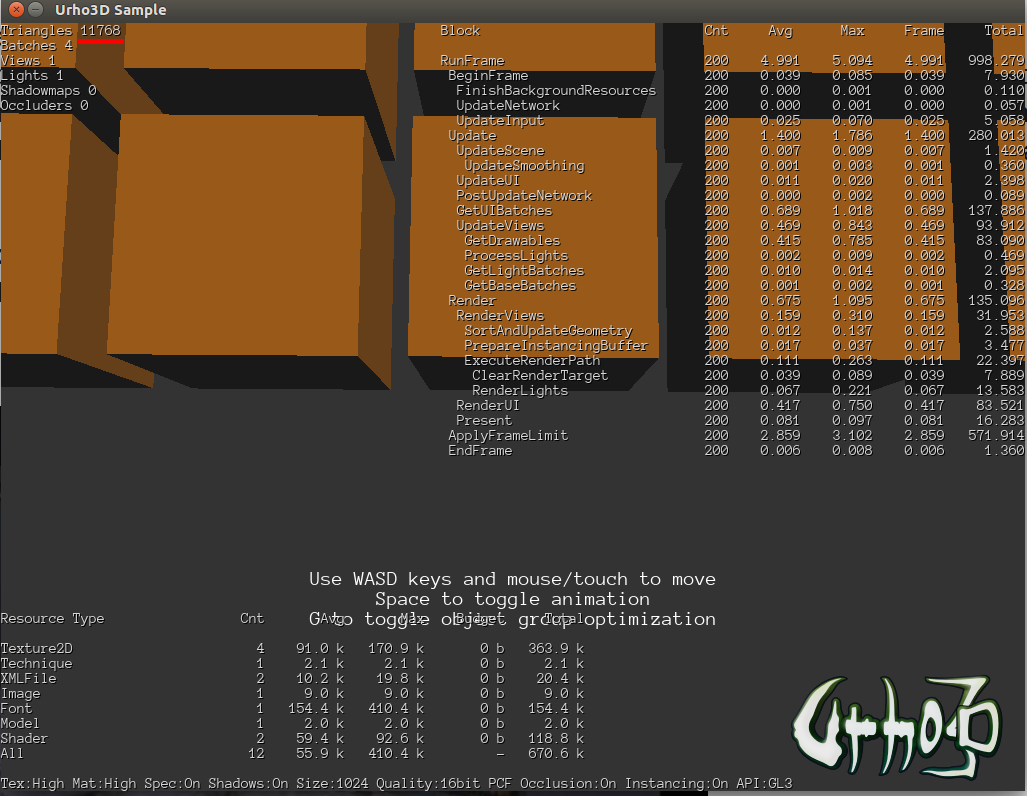 Urho3D Sample
Triangles 11768
Batches 4
Views 1
Lights 1
Shadowmaps 0
Occluders 0
Block Cnt Avg Max Frame Total
RunFrame 200 4.991 5.094 4.991 998.279
BeginFrame 200 0.039 0.085 0.039 7.930
FinishBackgroundResources 200 0.000 0.001 0.000 0.110
UpdateNetwork 200 0.000 0.001 0.000 0.057
UpdateInput 200 0.025 0.070 0.025 5.058
Update 200 1.400 1.786 1.400 280.013
UpdateScene 200 0.007 0.009 0.007 1.420
UpdateSmoothing 200 0.001 0.003 0.001 0.360
UpdateUI 200 0.011 0.020 0.011 2.398
PostUpdateNetwork 200 0.000 0.002 0.000 0.089
GetUIBatches 200 0.689 1.018 0.689 137.886
UpdateViews 200 0.469 0.843 0.469 93.912
GetDrawables 200 0.415 0.785 0.415 83.090
ProcessLights 200 0.002 0.009 0.002 0.469
GetLightBatches 200 0.010 0.014 0.010 2.095
GetBaseBatches 200 0.001 0.002 0.001 0.328
Render 200 0.675 1.095 0.675 135.096
RenderViews 200 0.159 0.310 0.159 31.953
SortAndUpdateGeometry 200 0.012 0.137 0.012 2.588
PrepareInstancingBuffer 200 0.017 0.037 0.017 3.477
ExecuteRenderPath 200 0.111 0.263 0.111 22.397
ClearRenderTarget 200 0.039 0.089 0.039 7.889
RenderLights 200 0.067 0.221 0.067 13.583
RenderUI 200 0.417 0.750 0.417 83.521
Present 200 0.081 0.097 0.081 16.283
ApplyFrameLimit 200 2.859 3.102 2.859 571.914
EndFrame 200 0.006 0.008 0.006 1.360
Use WASD keys and mouse/touch to move
Space to toggle animation
G to toggle object group optimization
Resource Type Cnt Avg Max Budget Total
Texture2D 4 91.0 k 170.9 k 0 b 363.9 k
Technique 1 2.1 k 2.1 k 0 b 2.1 k
XMLFile 2 10.2 k 19.8 k 0 b 20.4 k
Image 1 9.0 k 9.0 k 0 b 9.0 k
Font 1 154.4 k 410.4 k 0 b 154.4 k
Model 1 2.0 k 2.0 k 0 b 2.0 k
Shader 2 59.4 k 92.6 k 0 b 118.8 k
All 12 55.9 k 410.4 k - 670.6 k
Urho3D
Tex:High Mat:High Spec:On Shadows:On Size:1024 Quality:16bit PCF Occlusion:On Instancing:On API:GL3